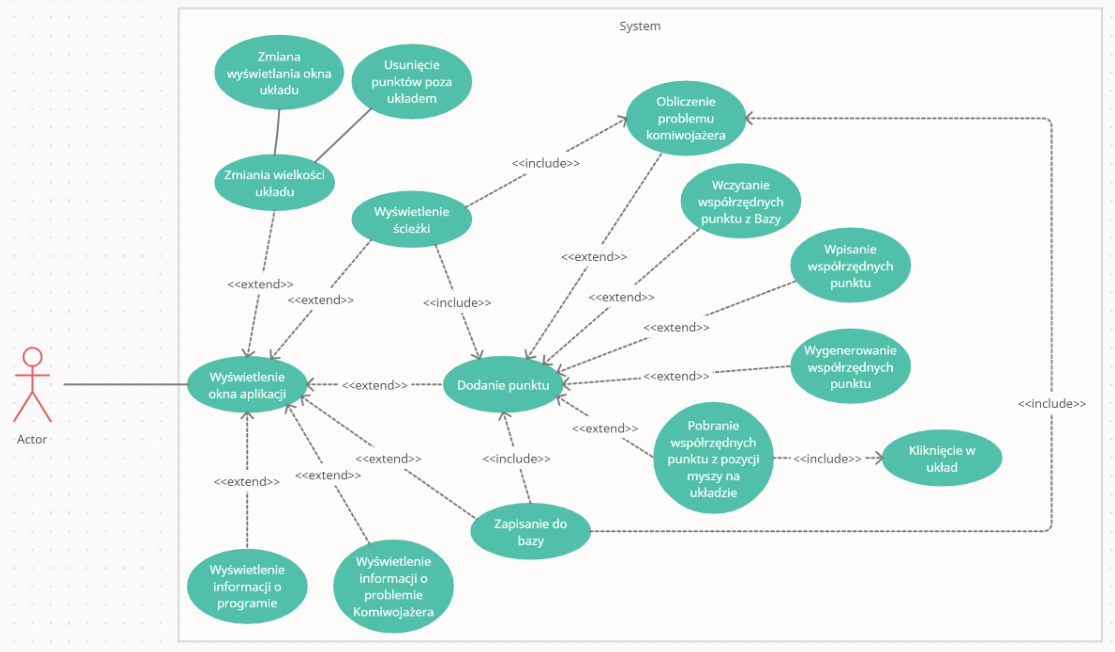 System
Zmiana
wyświetlania okna
układu
Usunięcie
punktów poza
układem
Obliczenie
problemu
komiwojażera
<<include>>
Zmiania wielkości
układu
Wyświetlenie
ścieżki
Wczytanie
współrzędnych
punktu z Bazy
Wpisanie
współrzędnych
punktu
<<extend>>
<<extend>>
<<extend>>
<<include>>
<<extend>>
<<extend>>
Wyświetlenie
okna aplikacji
<<extend>>
Dodanie punktu
<<extend>>
Wygenerowanie
współrzędnych
punktu
<<include>>
Actor
<<extend>>
Pobranie
współrzędnych
punktu z pozycji
myszy na
układzie
<<include>>
Kliknięcie w
układ
<<extend>>
<<include>>
<<extend>>
<<extend>>
Zapisanie do
bazy
Wyświetlenie
informacji o
programie
Wyświetlenie
informacji o
problemie
Komiwojażera